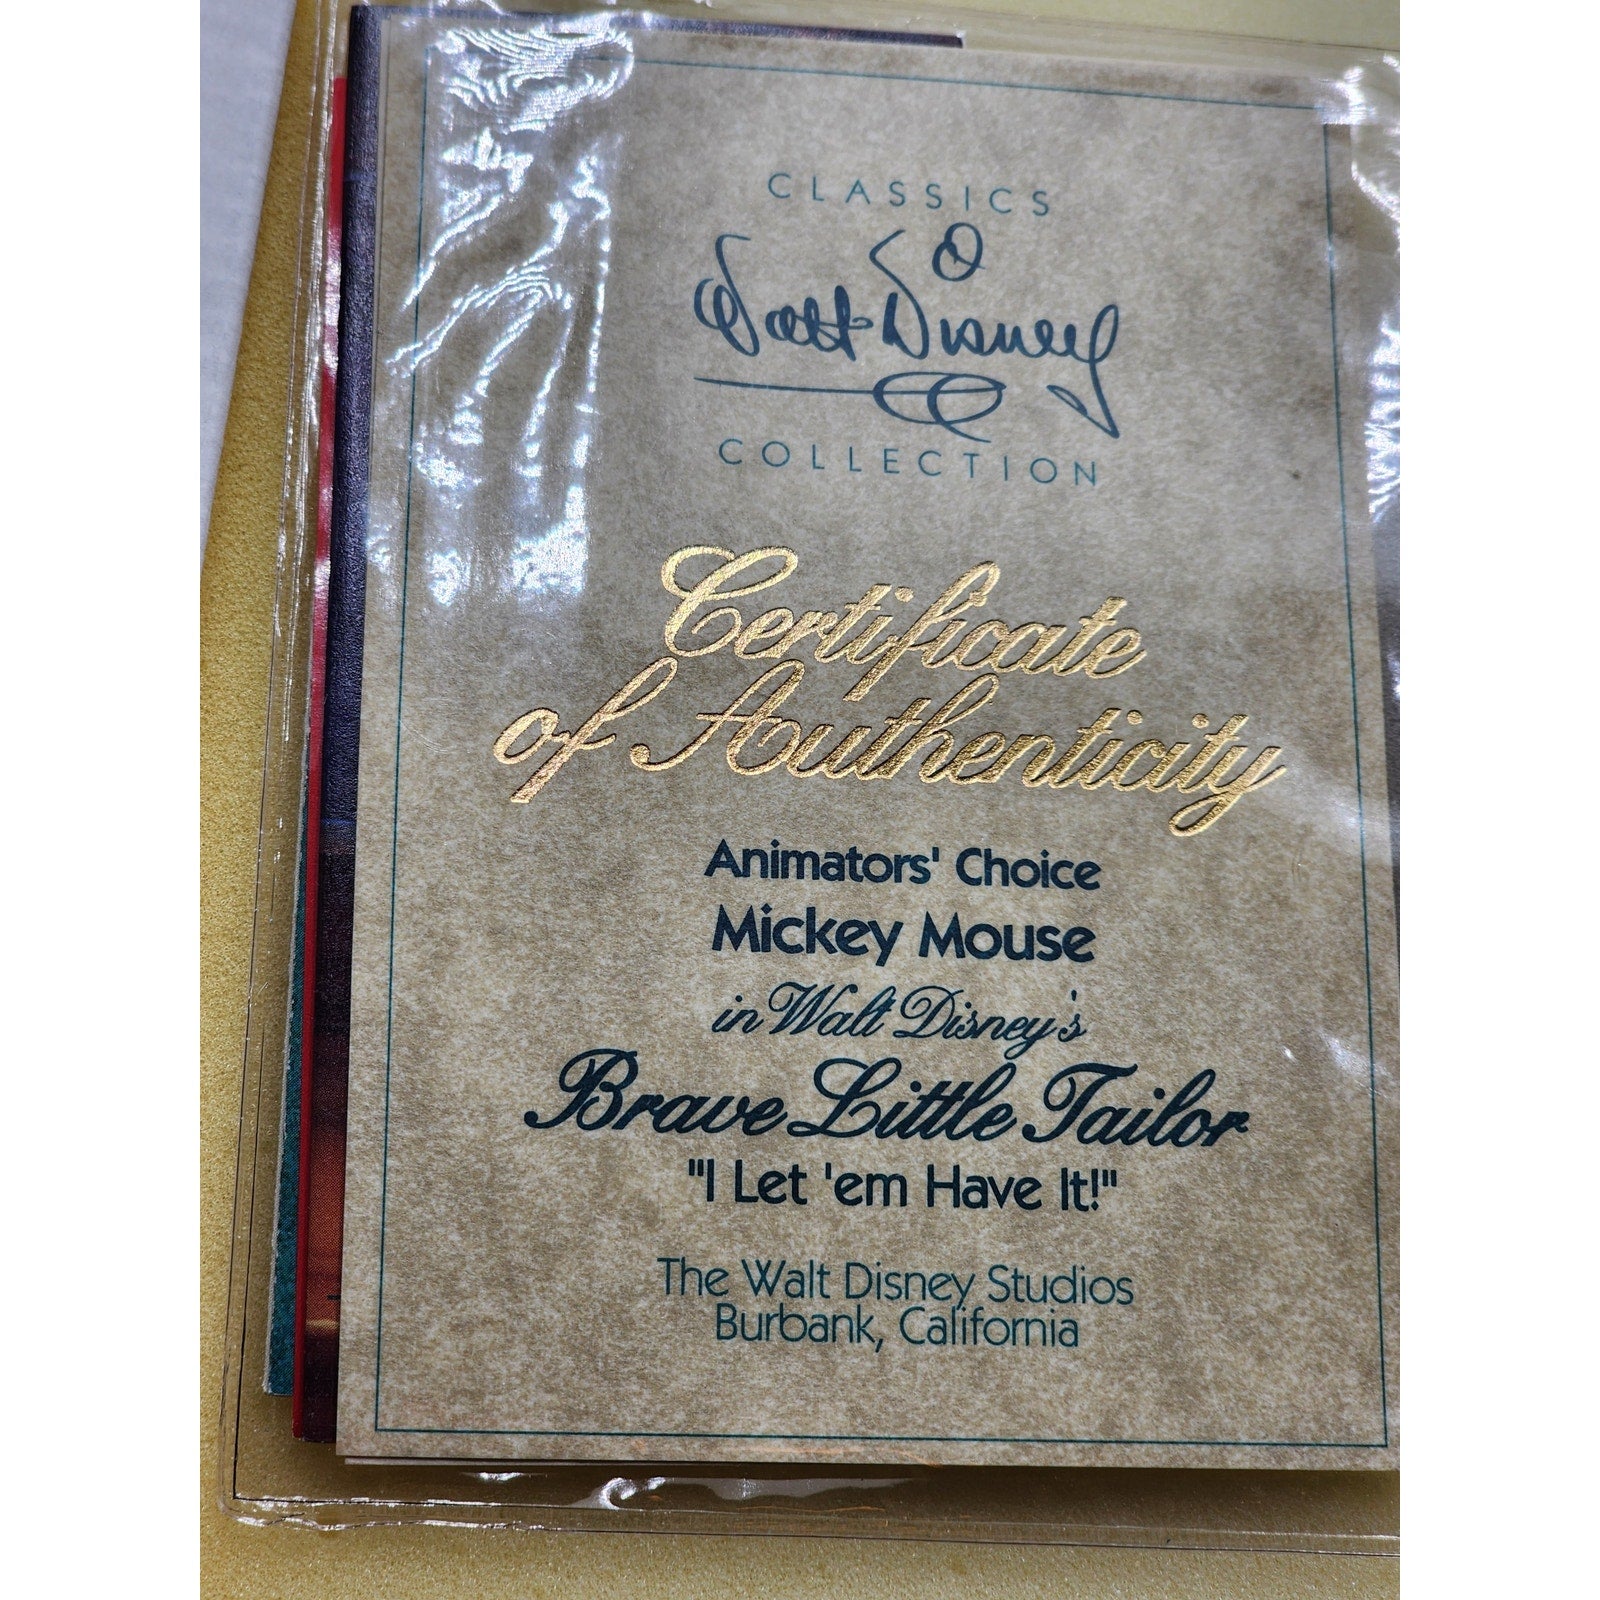 CLASSICS
Walt Disney
COLLECTION
Certificate
of Authenticity
Animators' Choice
Mickey Mouse
in Walt Disney's
Brave Little Tailor
"I Let 'em Have It!"
The Walt Disney Studios
Burbank, California